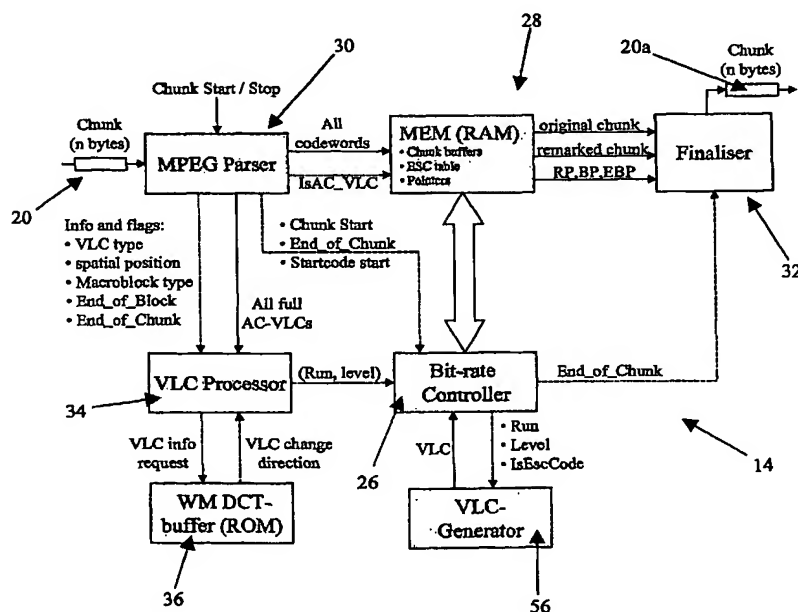 30
28
20a
Chunk
(n bytes)
Chunk Start / Stop
Chunk
(n bytes)
20
MPEG Parser
All
codewords
IsAC_VLC
MEM (RAM)
• Chunk buffers
• ESC table
• Pointers
original chunk
remarked chunk
RP,BP,EBP
Finaliser
32
Info and flags:
• VLC type
• spatial position
• Macroblock type
• End_of_Block
• End_of_Chunk
All full
AC-VLCs
• Chunk Start
• End_of_Chunk
• Startcode start
VLC Processor
34
(Run, level)
Bit-rate
Controller
26
End_of_Chunk
14
VLC info
request
VLC change
direction
VLC
• Run
• Level
• IsEscCode
WM DCT-
buffer (ROM)
36
VLC-
Generator
56